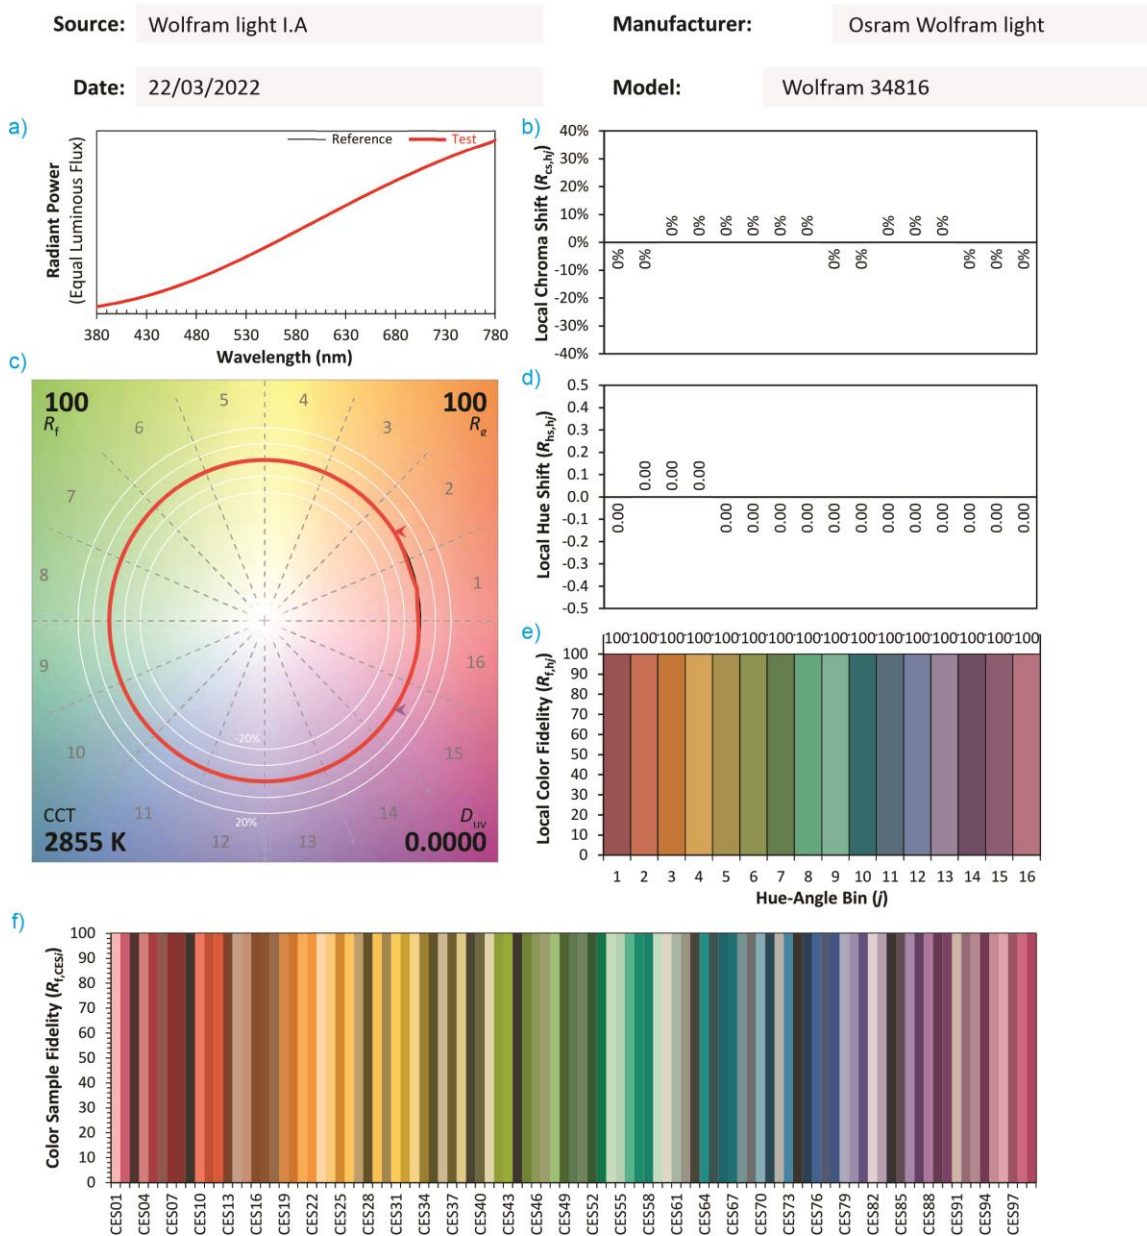 Source: Wolfram light I.A
Manufacturer: Osram Wolfram light
Date: 22/03/2022
Model: Wolfram 34816
a)
Radiant Power
(Equal Luminous Flux)
Reference Test
380 430 480 530 580 630 680 730 780
Wavelength (nm)
b)
Local Chroma Shift (Rcs,hj)
40%
30%
20%
10%
0%
-10%
-20%
-30%
-40%
0% 0% 0% 0% 0% 0% 0% 0% 0% 0% 0% 0% 0% 0% 0% 0%
c)
100
Rf
100
Rg
1 2 3 4 5 6 7 8 9 10 11 12 13 14 15 16
-20%
20%
CCT
2855 K
Duv
0.0000
d)
Local Hue Shift (Rhs,hj)
0.5
0.4
0.3
0.2
0.1
0.0
-0.1
-0.2
-0.3
-0.4
-0.5
0.00 0.00 0.00 0.00 0.00 0.00 0.00 0.00 0.00 0.00 0.00 0.00 0.00 0.00 0.00 0.00
e)
Local Color Fidelity (Rf,hj)
100 100 100 100 100 100 100 100 100 100 100 100 100 100 100 100
100
90
80
70
60
50
40
30
20
10
0
1 2 3 4 5 6 7 8 9 10 11 12 13 14 15 16
Hue-Angle Bin (j)
f)
Color Sample Fidelity (Rf,CESi)
100
90
80
70
60
50
40
30
20
10
0
CES01 CES04 CES07 CES10 CES13 CES16 CES19 CES22 CES25 CES28 CES31 CES34 CES37 CES40 CES43 CES46 CES49 CES52 CES55 CES58 CES61 CES64 CES67 CES70 CES73 CES76 CES79 CES82 CES85 CES88 CES91 CES94 CES97